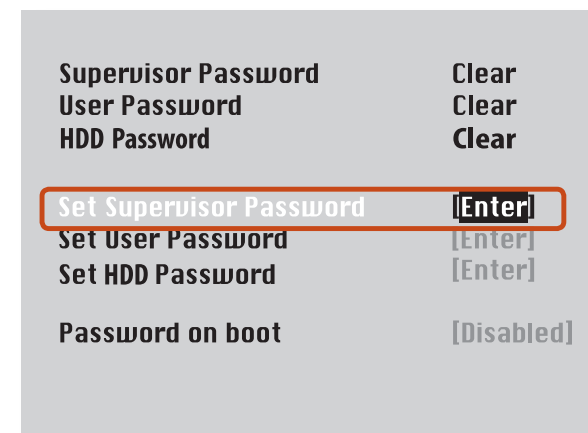 Supervisor Password Clear
User Password Clear
HDD Password Clear
Set Supervisor Password [Enter]
Set User Password [Enter]
Set HDD Password [Enter]
Password on boot [Disabled]